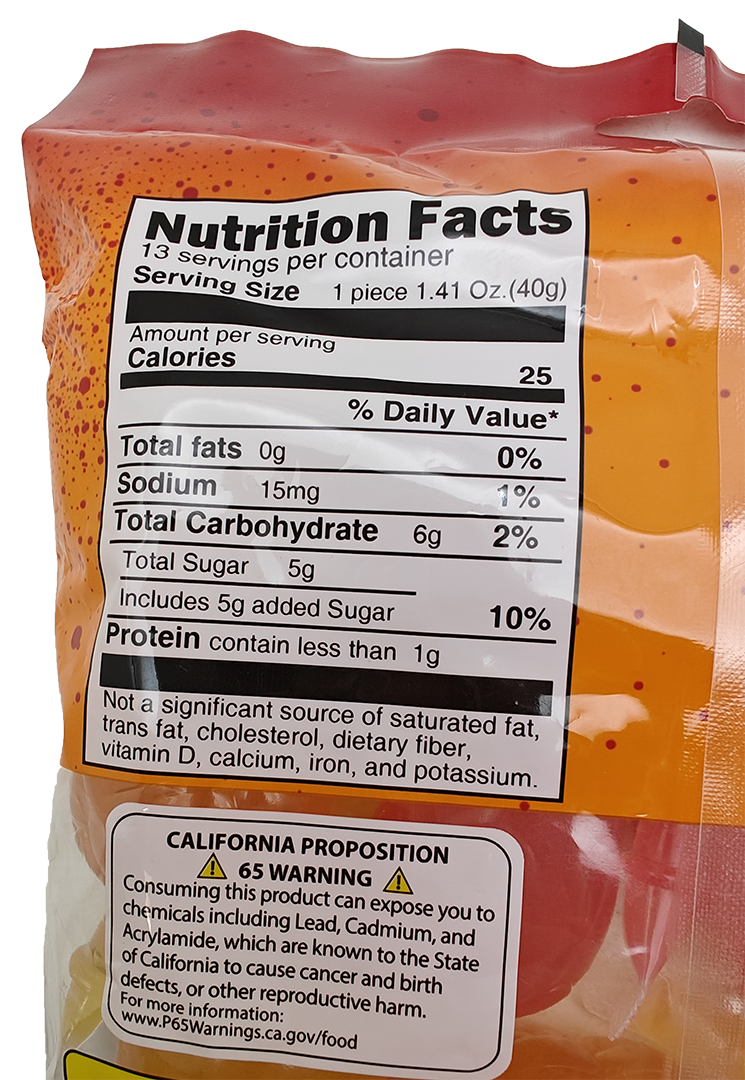 Nutrition Facts
13 servings per container
Serving Size 1 piece 1.41 Oz.(40g)
Amount per serving
Calories 25
% Daily Value*
Total fats 0g 0%
Sodium 15mg 1%
Total Carbohydrate 6g 2%
Total Sugar 5g
Includes 5g added Sugar 10%
Protein contain less than 1g
Not a significant source of saturated fat,
trans fat, cholesterol, dietary fiber,
vitamin D, calcium, iron, and potassium.
CALIFORNIA PROPOSITION
65 WARNING
Consuming this product can expose you to
chemicals including Lead, Cadmium, and
Acrylamide, which are known to the State
of California to cause cancer and birth
defects, or other reproductive harm.
For more information:
www.P65Warnings.ca.gov/food